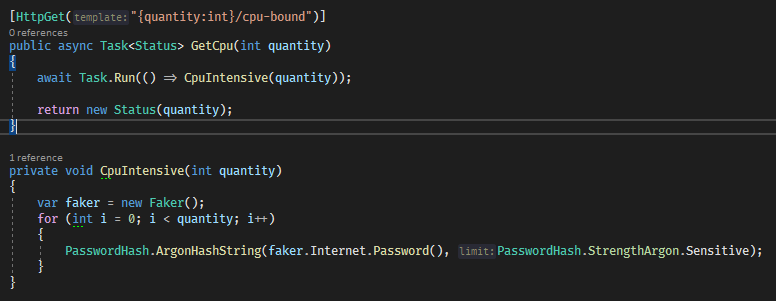 [HttpGet(template:"{quantity:int}/cpu-bound")]
0 references
public async Task<Status> GetCpu(int quantity)
{
    await Task.Run(() => CpuIntensive(quantity));
    return new Status(quantity);
}
1 reference
private void CpuIntensive(int quantity)
{
    var faker = new Faker();
    for (int i = 0; i < quantity; i++)
    {
        PasswordHash.ArgonHashString(faker.Internet.Password(), limit:PasswordHash.StrengthArgon.Sensitive);
    }
}